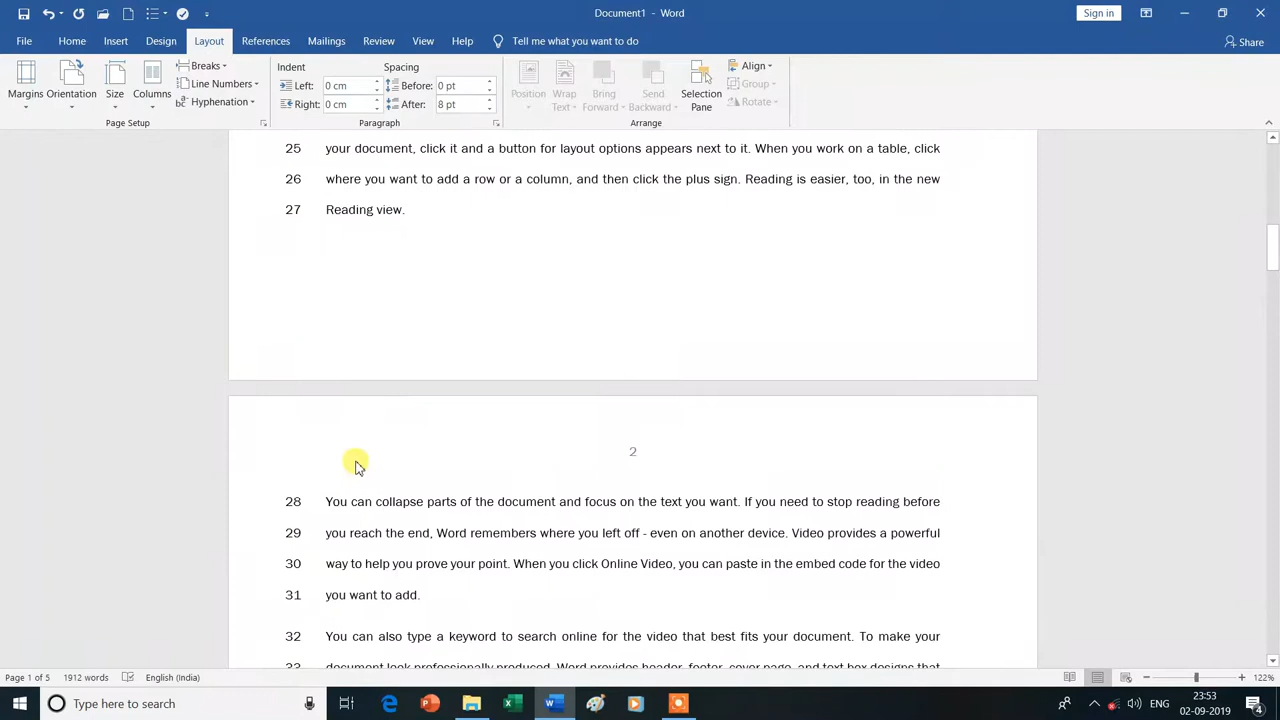 Document1 - Word
Sign in
File Home Insert Design Layout References Mailings Review View Help Tell me what you want to do Share
Margins Orientation Size Columns Breaks Line Numbers Hyphenation
Page Setup
Indent Spacing
Left: 0 cm Before: 0 pt
Right: 0 cm After: 8 pt
Paragraph
Position Wrap Text Bring Forward Send Backward Selection Pane Align Group Rotate
Arrange
25 your document, click it and a button for layout options appears next to it. When you work on a table, click
26 where you want to add a row or a column, and then click the plus sign. Reading is easier, too, in the new
27 Reading view.
2
28 You can collapse parts of the document and focus on the text you want. If you need to stop reading before
29 you reach the end, Word remembers where you left off - even on another device. Video provides a powerful
30 way to help you prove your point. When you click Online Video, you can paste in the embed code for the video
31 you want to add.
32 You can also type a keyword to search online for the video that best fits your document. To make your
33 document look professionally produced, Word provides header, footer, cover page, and text box designs that
Page 1 of 5 1912 words English (India) 122%
Type here to search ENG 23:53
02-09-2019
4